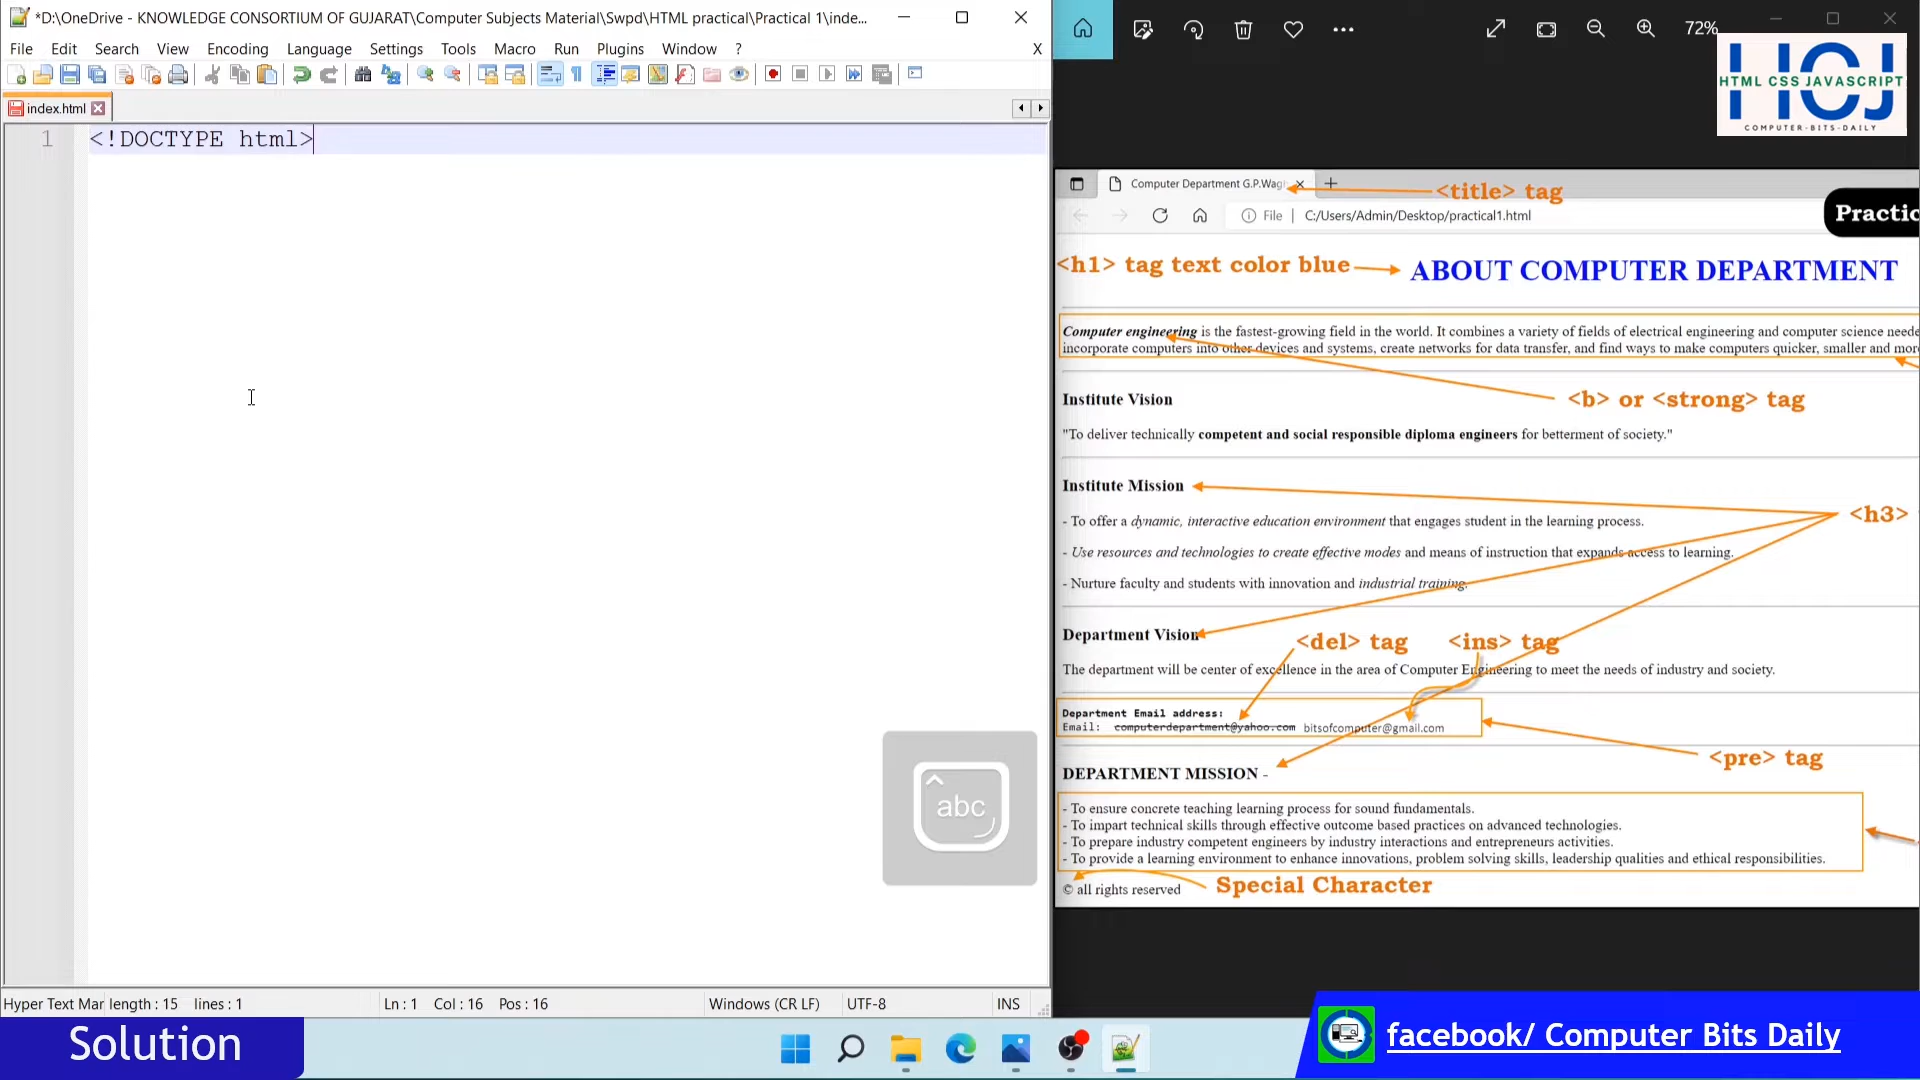 *D:\OneDrive - KNOWLEDGE CONSORTIUM OF GUJARAT\Computer Subjects Material\Swpd\HTML practical\Practical 1\inde...
File Edit Search View Encoding Language Settings Tools Macro Run Plugins Window ? X
index.html
1 <!DOCTYPE html>
abc
Hyper Text Mar length : 15 lines : 1 Ln : 1 Col : 16 Pos : 16 Windows (CR LF) UTF-8 INS
72%
HCJ
HTML CSS JAVASCRIPT
COMPUTER-BITS-DAILY
Computer Department G.P.Wag
<title> tag
File C:/Users/Admin/Desktop/practical1.html
Practic
<h1> tag text color blue
ABOUT COMPUTER DEPARTMENT
Computer engineering is the fastest-growing field in the world. It combines a variety of fields of electrical engineering and computer science neede
incorporate computers into other devices and systems, create networks for data transfer, and find ways to make computers quicker, smaller and mor
<b> or <strong> tag
Institute Vision
"To deliver technically competent and social responsible diploma engineers for betterment of society."
Institute Mission
<h3>
- To offer a dynamic, interactive education environment that engages student in the learning process.
- Use resources and technologies to create effective modes and means of instruction that expands access to learning.
- Nurture faculty and students with innovation and industrial training.
Department Vision
<del> tag <ins> tag
The department will be center of excellence in the area of Computer Engineering to meet the needs of industry and society.
Department Email address:
Email: computerdepartment@yahoo.com bitsofcomputer@gmail.com
<pre> tag
DEPARTMENT MISSION -
- To ensure concrete teaching learning process for sound fundamentals.
- To impart technical skills through effective outcome based practices on advanced technologies.
- To prepare industry competent engineers by industry interactions and entrepreneurs activities.
- To provide a learning environment to enhance innovations, problem solving skills, leadership qualities and ethical responsibilities.
© all rights reserved
Special Character
Solution
facebook/ Computer Bits Daily